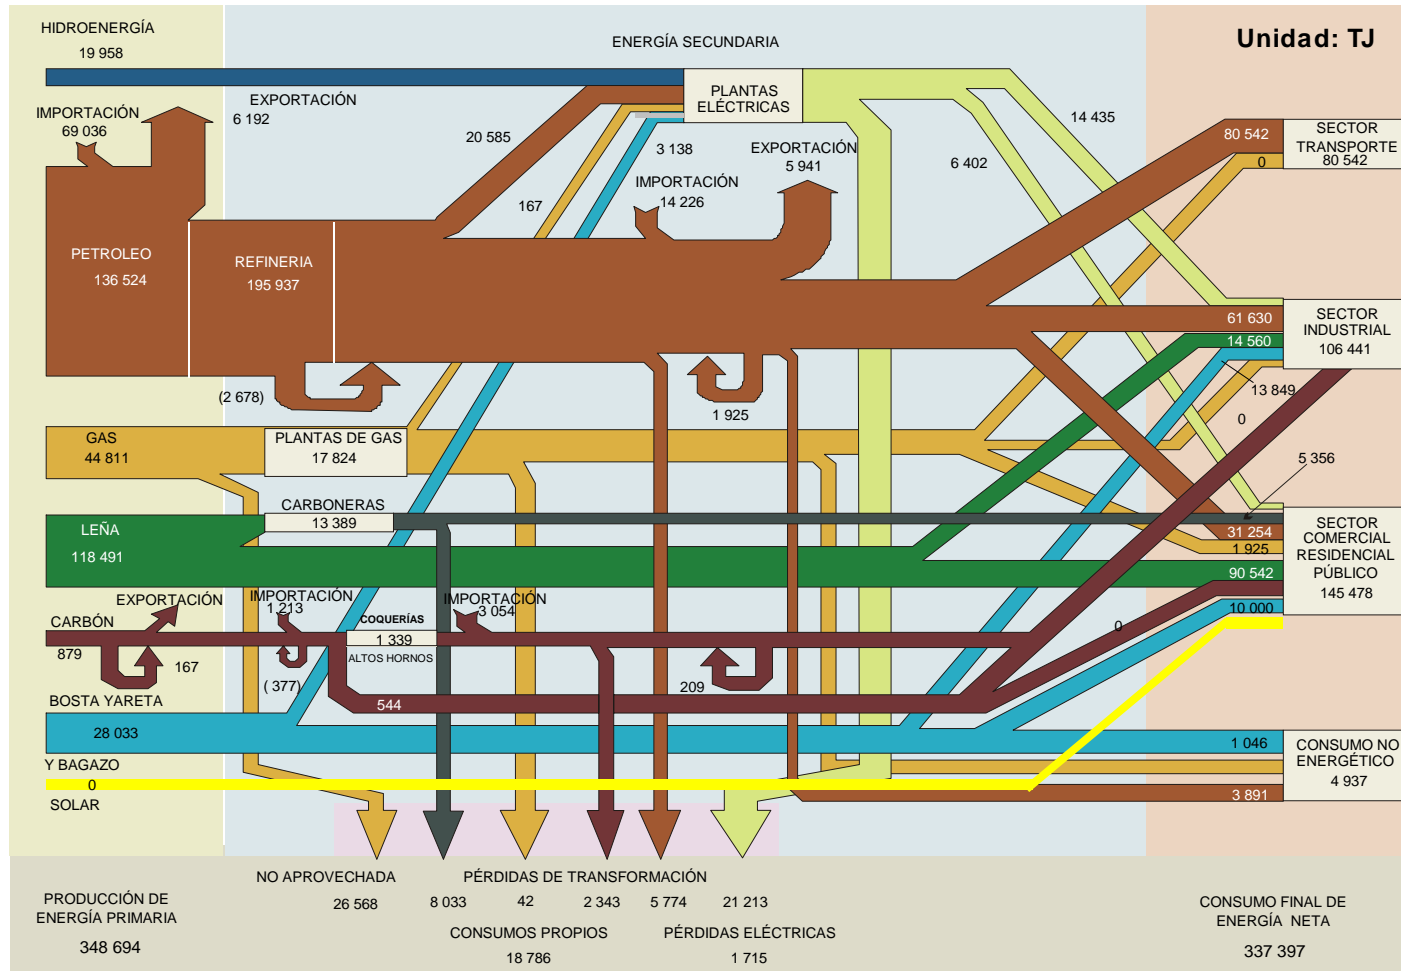 HIDROENERGÍA
19 958
ENERGÍA SECUNDARIA
Unidad: TJ
IMPORTACIÓN
69 036
EXPORTACIÓN
6 192
PLANTAS
ELÉCTRICAS
20 585
3 138
167
EXPORTACIÓN
5 941
IMPORTACIÓN
14 226
14 435
6 402
80 542
0
SECTOR
TRANSPORTE
80 542
PETROLEO
136 524
REFINERIA
195 937
61 630
14 560
SECTOR
INDUSTRIAL
106 441
13 849
0
(2 678)
1 925
GAS
44 811
PLANTAS DE GAS
17 824
5 356
CARBONERAS
13 389
LEÑA
118 491
31 254
1 925
90 542
10 000
0
SECTOR
COMERCIAL
RESIDENCIAL
PÚBLICO
145 478
EXPORTACIÓN
IMPORTACIÓN
1 213
IMPORTACIÓN
3 054
CARBÓN
879
167
COQUERÍAS
1 339
ALTOS HORNOS
( 377)
209
544
BOSTA YARETA
28 033
Y BAGAZO
0
SOLAR
1 046
3 891
CONSUMO NO
ENERGÉTICO
4 937
NO APROVECHADA
26 568
8 033
PÉRDIDAS DE TRANSFORMACIÓN
42
2 343
5 774
21 213
CONSUMOS PROPIOS
18 786
PÉRDIDAS ELÉCTRICAS
1 715
PRODUCCIÓN DE
ENERGÍA PRIMARIA
348 694
CONSUMO FINAL DE
ENERGÍA NETA
337 397